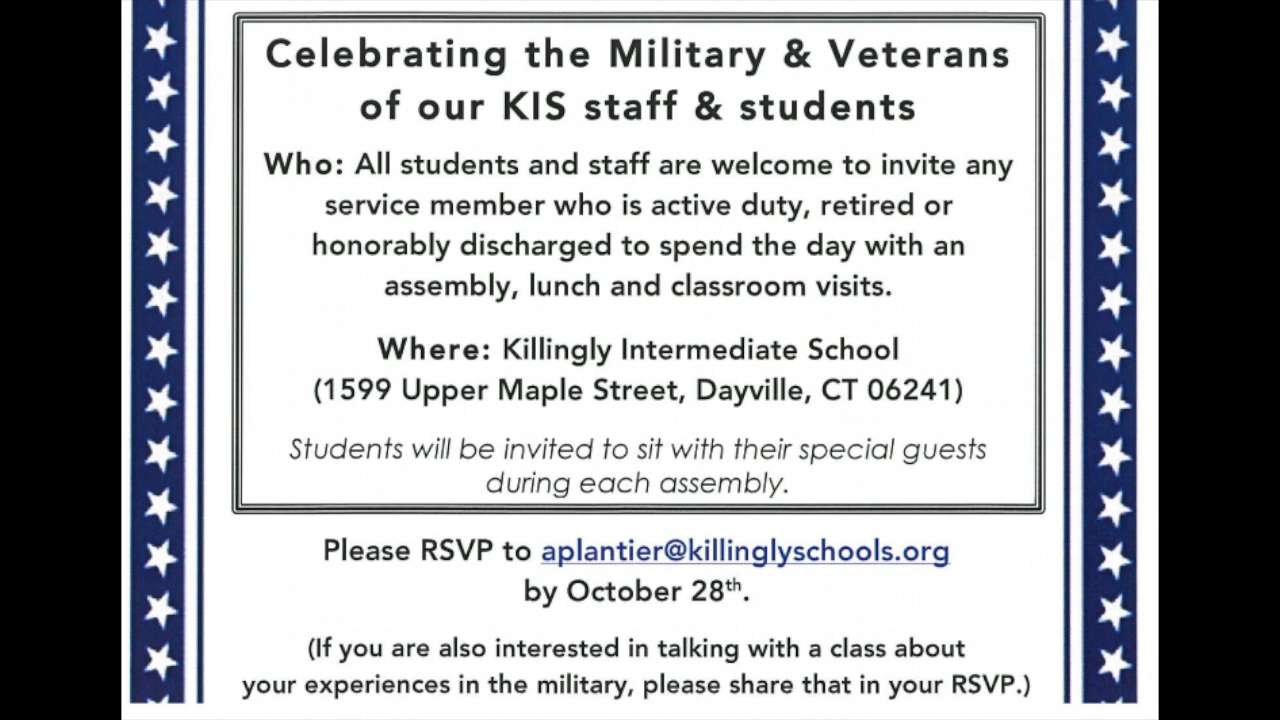 Celebrating the Military & Veterans
of our KIS staff & students
Who: All students and staff are welcome to invite any
service member who is active duty, retired or
honorably discharged to spend the day with an
assembly, lunch and classroom visits.
Where: Killingly Intermediate School
(1599 Upper Maple Street, Dayville, CT 06241)
Students will be invited to sit with their special guests
during each assembly.
Please RSVP to aplantier@killinglyschools.org
by October 28th.
(If you are also interested in talking with a class about
your experiences in the military, please share that in your RSVP.)